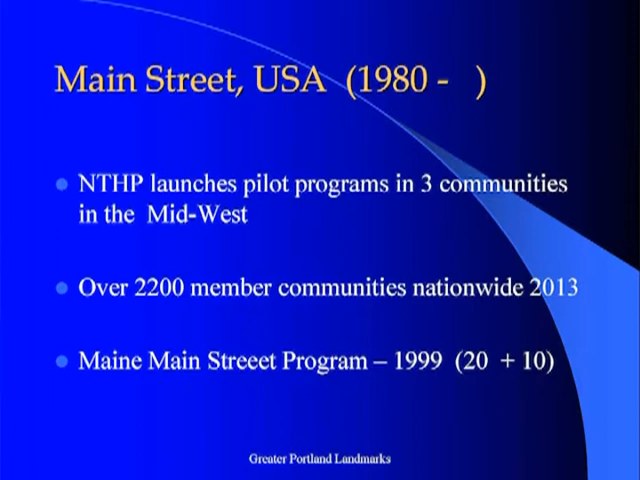 Main Street, USA (1980 - )
NTHP launches pilot programs in 3 communities
in the Mid-West
Over 2200 member communities nationwide 2013
Maine Main Streeet Program – 1999 (20 + 10)
Greater Portland Landmarks